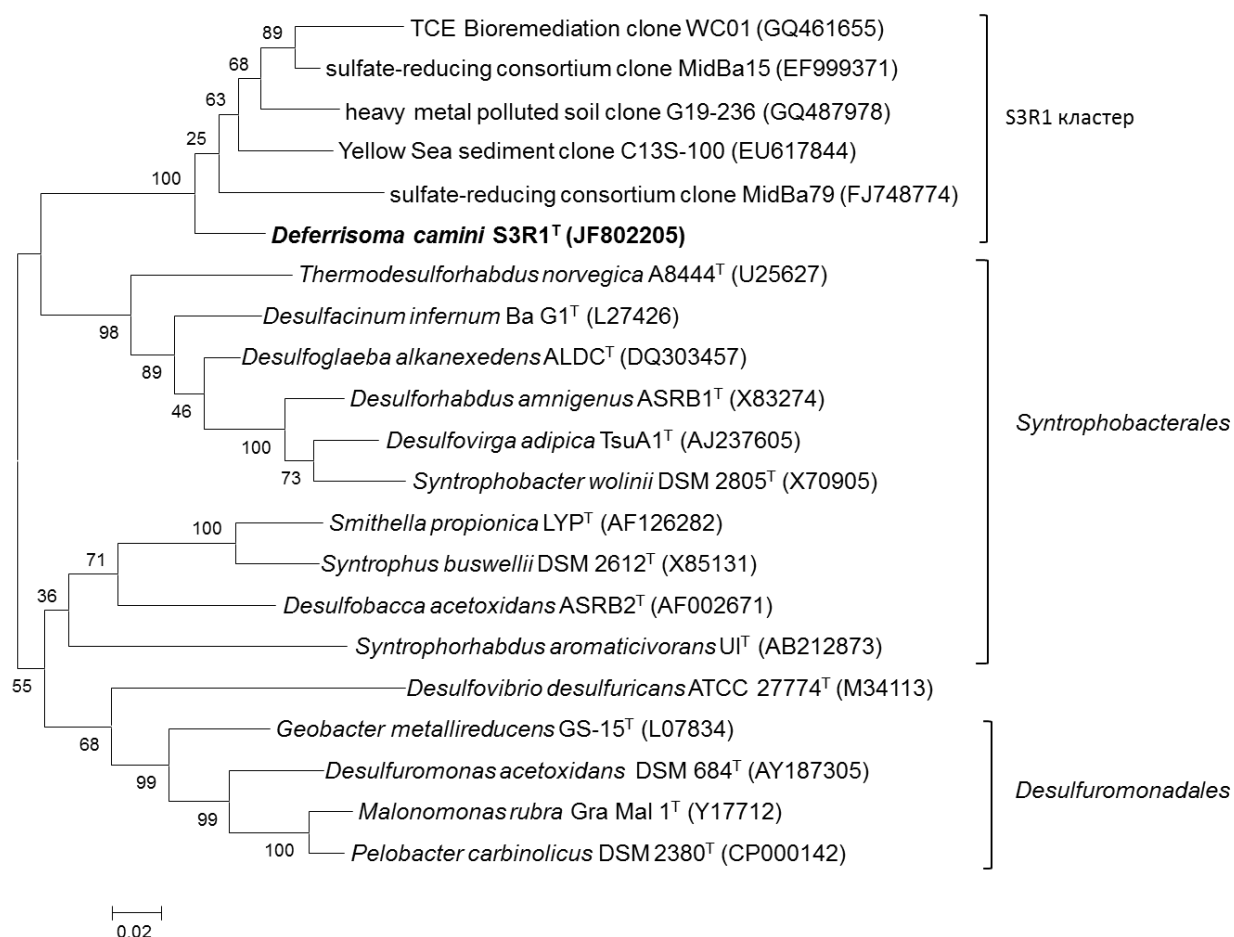 89
TCE Bioremediation clone WC01 (GQ461655)
68
sulfate-reducing consortium clone MidBa15 (EF999371)
63
heavy metal polluted soil clone G19-236 (GQ487978)
S3R1 кластер
25
Yellow Sea sediment clone C13S-100 (EU617844)
100
sulfate-reducing consortium clone MidBa79 (FJ748774)
Deferrisoma camini S3R1ᵀ (JF802205)
Thermodesulforhabdus norvegica A8444ᵀ (U25627)
98
Desulfacinum infernum Ba G1ᵀ (L27426)
89
Desulfoglaeba alkanexedens ALDCᵀ (DQ303457)
46
Desulforhabdus amnigenus ASRB1ᵀ (X83274)
Syntrophobacterales
100
Desulfovirga adipica TsuA1ᵀ (AJ237605)
73
Syntrophobacter wolinii DSM 2805ᵀ (X70905)
100
Smithella propionica LYPᵀ (AF126282)
71
Syntrophus buswellii DSM 2612ᵀ (X85131)
36
Desulfobacca acetoxidans ASRB2ᵀ (AF002671)
Syntrophorhabdus aromaticivorans UIᵀ (AB212873)
55
Desulfovibrio desulfuricans ATCC 27774ᵀ (M34113)
68
Geobacter metallireducens GS-15ᵀ (L07834)
99
Desulfuromonas acetoxidans DSM 684ᵀ (AY187305)
Desulfuromonadales
99
Malonomonas rubra Gra Mal 1ᵀ (Y17712)
100
Pelobacter carbinolicus DSM 2380ᵀ (CP000142)
0.02